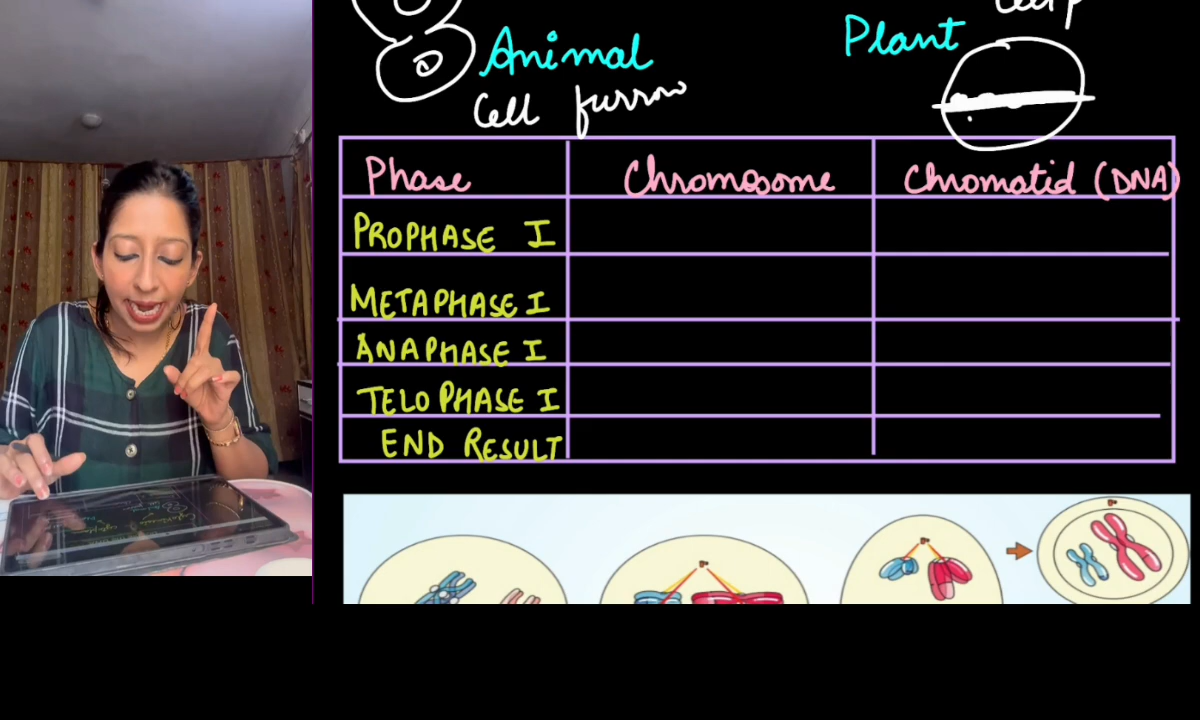 Animal
Plant
Cell furrow
Phase Chromosome Chromatid (DNA)
PROPHASE I
METAPHASE I
ANAPHASE I
TELOPHASE I
END RESULT